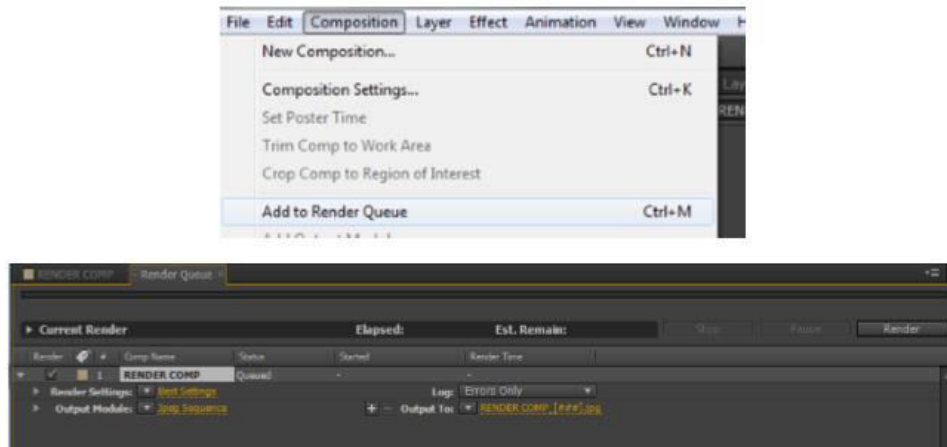 File Edit Composition Layer Effect Animation View Window
New Composition... Ctrl+N
Composition Settings... Ctrl+K
Set Poster Time
Trim Comp to Work Area
Crop Comp to Region of Interest
Add to Render Queue Ctrl+M
RENDER COMP Render Queue
Current Render Elapsed: Est. Remain: Stop Pause Render
Render # Comp Name Status Started Render Time
1 RENDER COMP Queued - -
Render Settings: Best Settings Log: Errors Only
Output Module: Jpeg Sequence + - Output To: RENDER COMP_[###].jpg